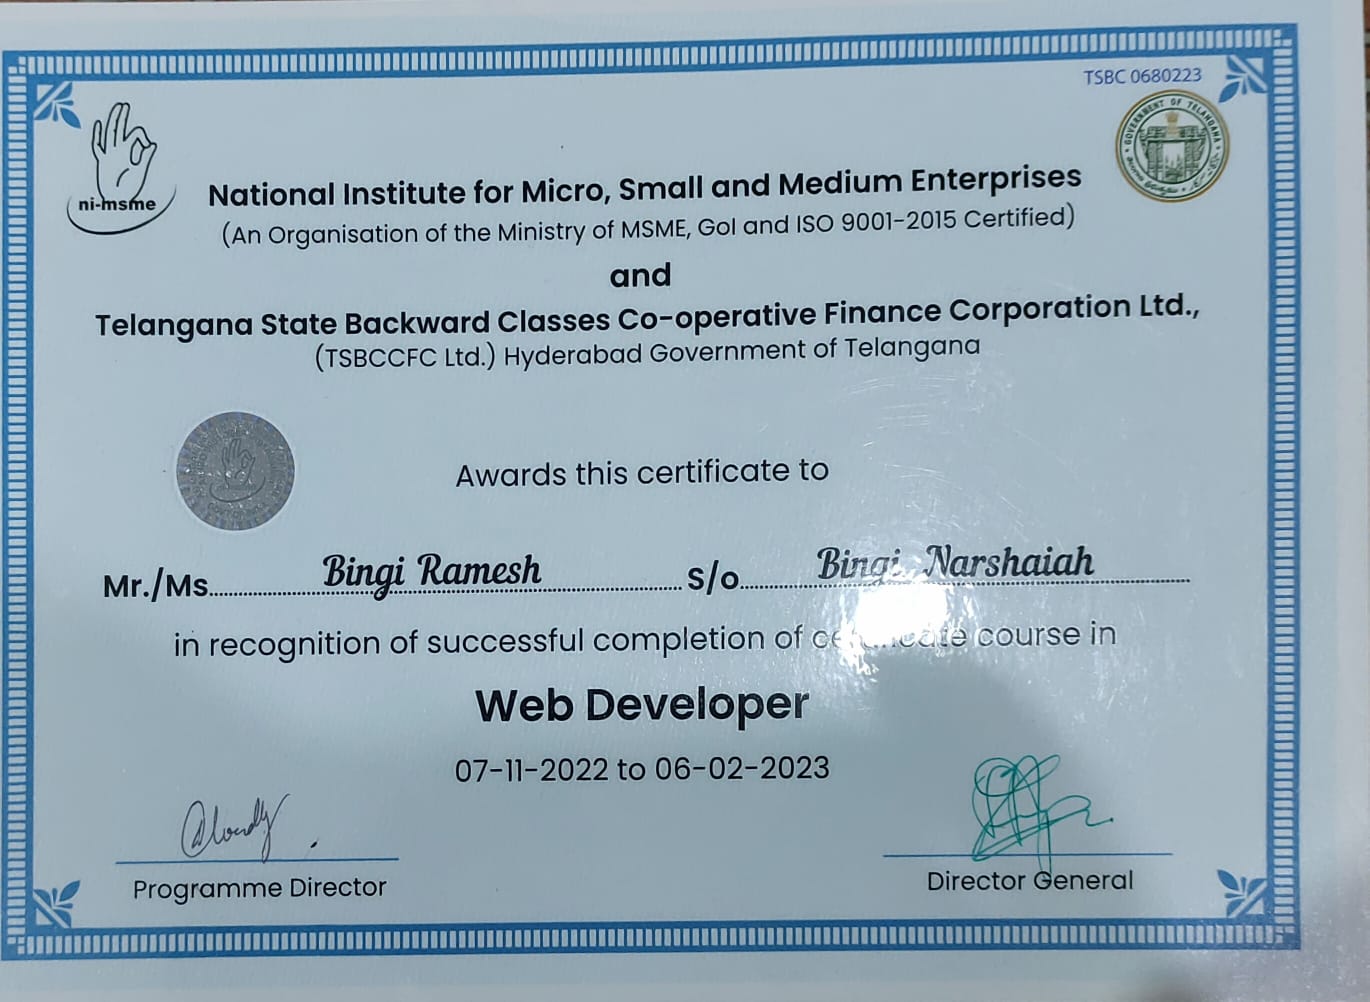 TSBC 0680223
GOVERNMENT OF TELANGANA
ni-msme
National Institute for Micro, Small and Medium Enterprises
(An Organisation of the Ministry of MSME, GoI and ISO 9001-2015 Certified)
and
Telangana State Backward Classes Co-operative Finance Corporation Ltd.,
(TSBCCFC Ltd.) Hyderabad Government of Telangana
Awards this certificate to
Mr./Ms. Bingi Ramesh S/o. Bingi Narshaiah
in recognition of successful completion of certificate course in
Web Developer
07-11-2022 to 06-02-2023
Programme Director
Director General